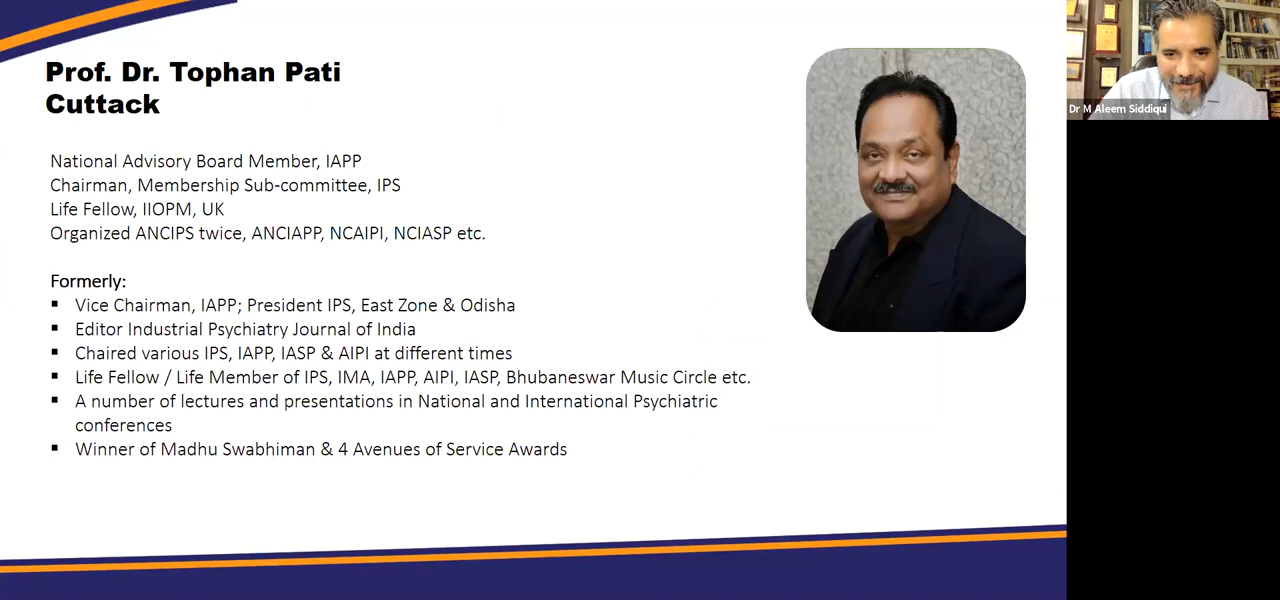 Prof. Dr. Tophan Pati
Cuttack
National Advisory Board Member, IAPP
Chairman, Membership Sub-committee, IPS
Life Fellow, IIOPM, UK
Organized ANCIPS twice, ANCIAPP, NCAIPI, NCIASP etc.
Formerly:
▪ Vice Chairman, IAPP; President IPS, East Zone & Odisha
▪ Editor Industrial Psychiatry Journal of India
▪ Chaired various IPS, IAPP, IASP & AIPI at different times
▪ Life Fellow / Life Member of IPS, IMA, IAPP, AIPI, IASP, Bhubaneswar Music Circle etc.
▪ A number of lectures and presentations in National and International Psychiatric
conferences
▪ Winner of Madhu Swabhiman & 4 Avenues of Service Awards
Dr M Aleem Siddiqui